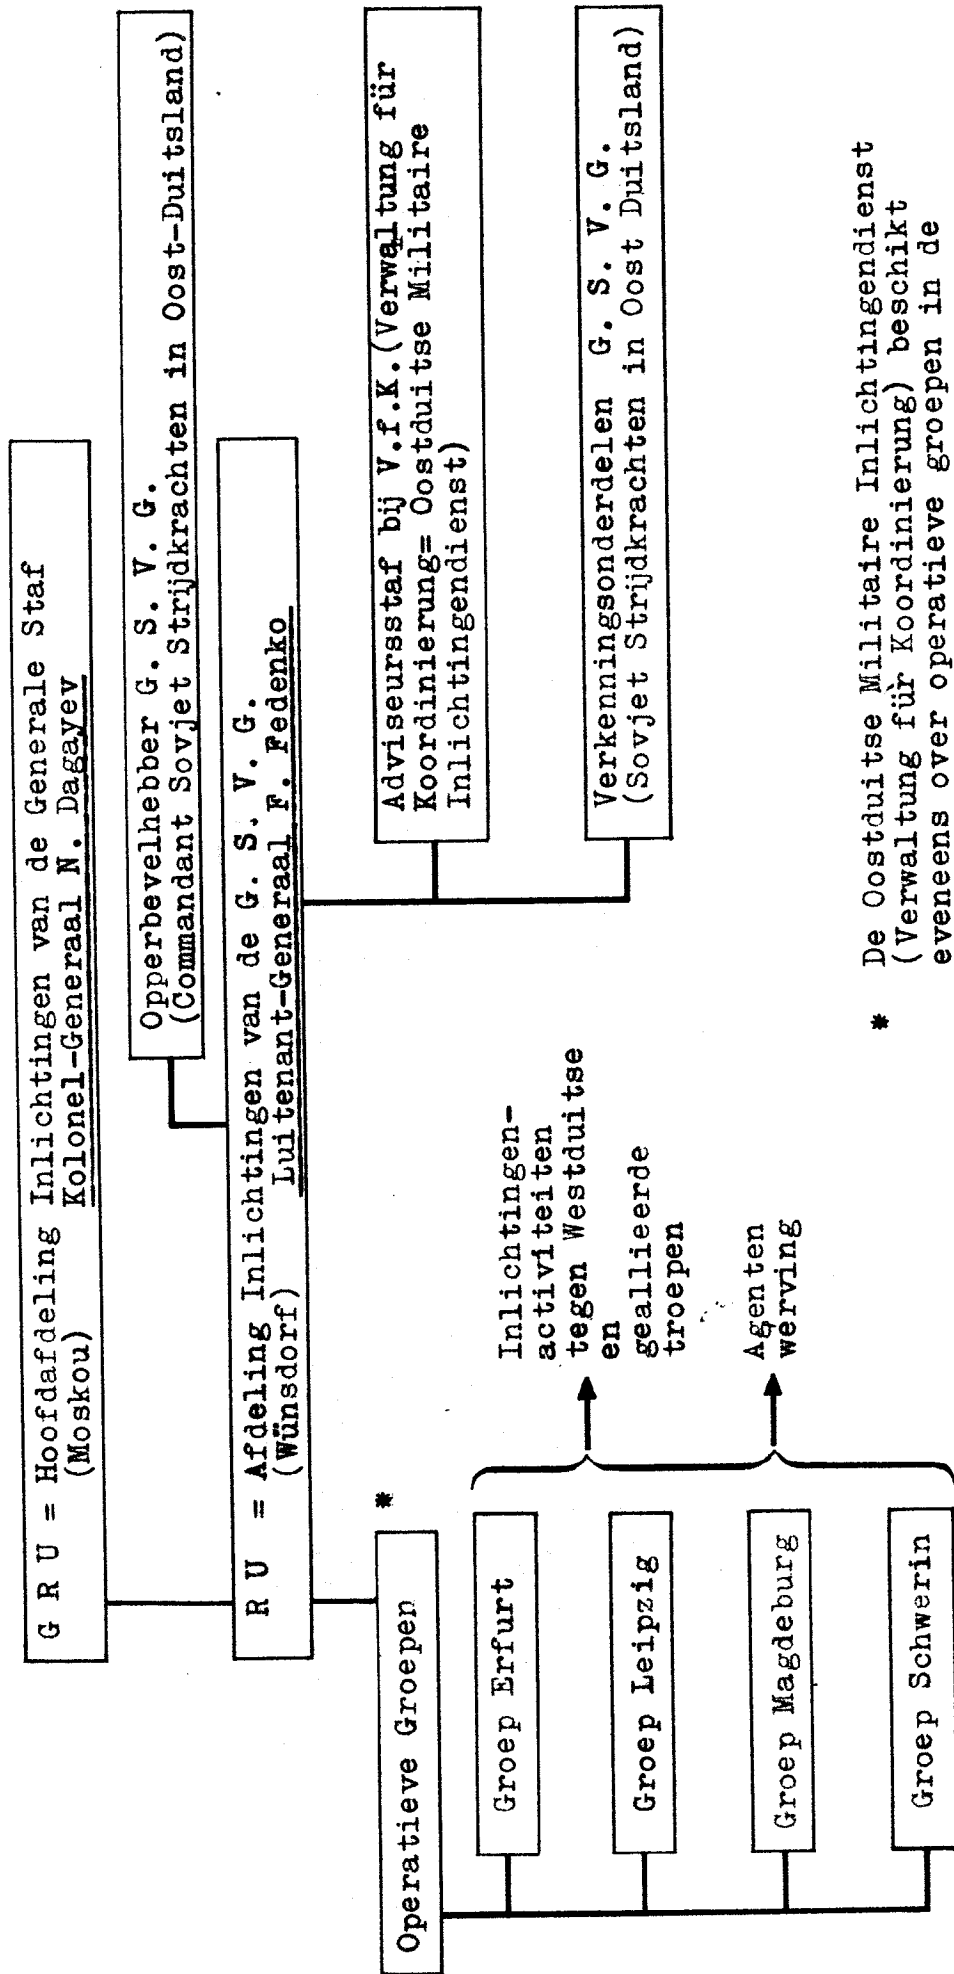 G R U = Hoofdafdeling Inlichtingen van de Generale Staf
(Moskou) Kolonel-Generaal N. Dagayev
Opperbevelhebber G. S. V. G.
(Commandant Sovjet Strijdkrachten in Oost-Duitsland)
R U = Afdeling Inlichtingen van de G. S. V. G.
(Wünsdorf) Luitenant-Generaal F. Fedenko
Adviseursstaf bij V.f.K.(Verwaltung für
Koordinierung= Oostduitse Militaire
Inlichtingendienst)
Verkenningsonderdelen G. S. V. G.
(Sovjet Strijdkrachten in Oost Duitsland)
Operatieve Groepen *
Groep Erfurt
Groep Leipzig
Groep Magdeburg
Groep Schwerin
Inlichtingen-
activiteiten
tegen Westduitse
en
geallieerde
troepen
Agenten
werving
* De Oostduitse Militaire Inlichtingendienst
(Verwaltung für Koordinierung) beschikt
eveneens over operatieve groepen in de